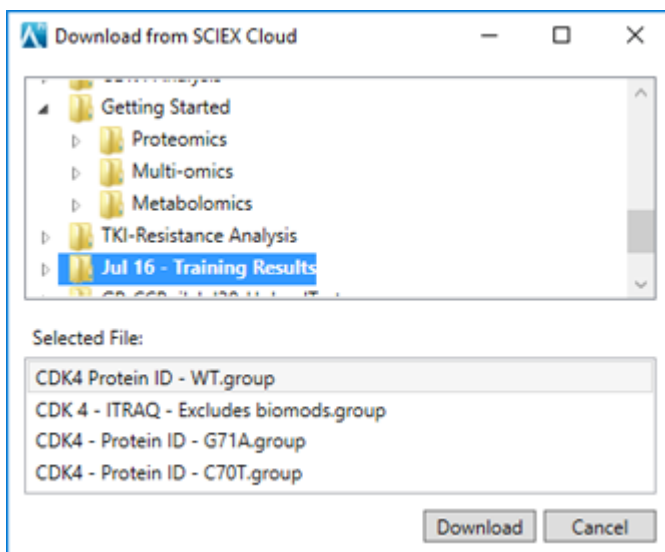 Download from SCIEX Cloud
Getting Started
Proteomics
Multi-omics
Metabolomics
TKI-Resistance Analysis
Jul 16 - Training Results
Selected File:
CDK4 Protein ID - WT.group
CDK 4 - ITRAQ - Excludes biomods.group
CDK4 - Protein ID - G71A.group
CDK4 - Protein ID - C70T.group
Download Cancel